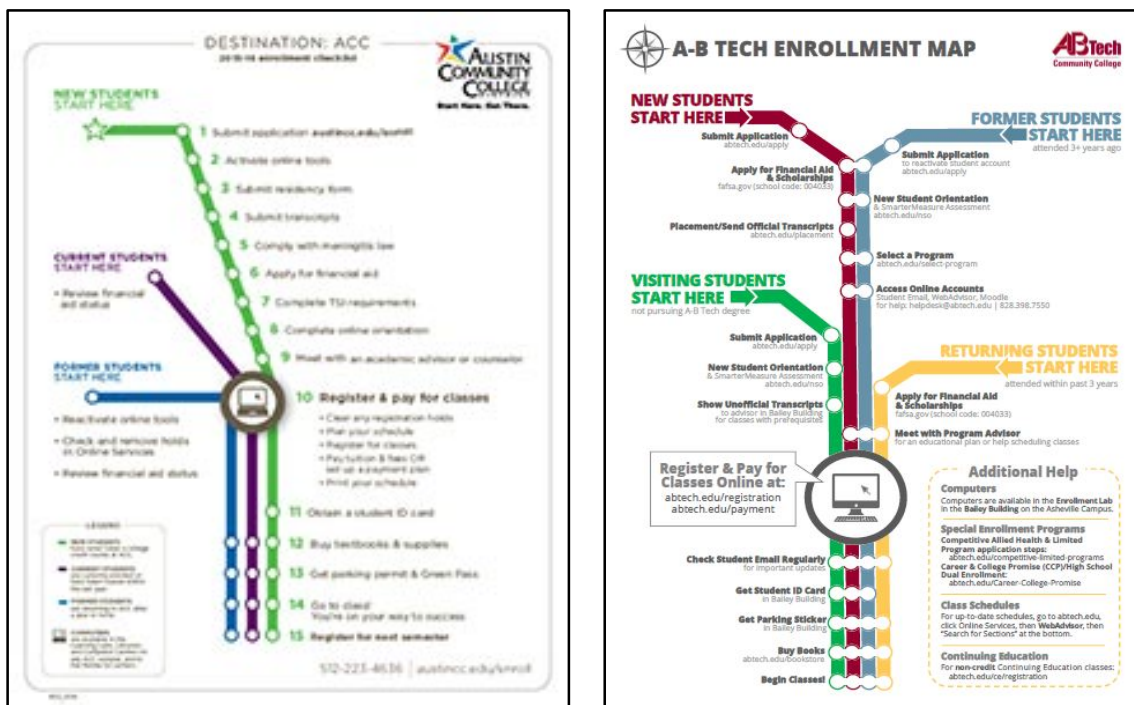 DESTINATION: ACC
2015-16 enrollment checklist
AUSTIN
COMMUNITY
COLLEGE
DISTRICT
Start Here. Get There.
NEW STUDENTS
START HERE
1 Submit application austincc.edu/enroll
2 Activate online tools
3 Submit residency form
4 Submit transcripts
5 Comply with meningitis law
6 Apply for financial aid
7 Complete TSI requirements
8 Complete online orientation
9 Meet with an academic advisor or counselor
CURRENT STUDENTS
START HERE
• Review financial
aid status
FORMER STUDENTS
START HERE
• Reactivate online tools
• Check and remove holds
in Online Services
• Review financial aid status
10 Register & pay for classes
• Clear any registration holds
• Plan your schedule
• Register for classes
• Pay tuition & fees OR
set up a payment plan
• Print your schedule
11 Obtain a student ID card
12 Buy textbooks & supplies
13 Get parking permit & Green Pass
14 Go to class!
You're on your way to success
15 Register for next semester
LEGEND
NEW STUDENTS
CURRENT STUDENTS
FORMER STUDENTS
COMPUTERS
512-223-4636 | austincc.edu/enroll
A-B TECH ENROLLMENT MAP
ABTech
Community College
NEW STUDENTS
START HERE
Submit Application
abtech.edu/apply
FORMER STUDENTS
START HERE
attended 3+ years ago
Submit Application
to reactivate student account
abtech.edu/apply
Apply for Financial Aid
& Scholarships
fafsa.gov (school code: 004033)
New Student Orientation
& SmarterMeasure Assessment
abtech.edu/nso
Placement/Send Official Transcripts
abtech.edu/placement
Select a Program
abtech.edu/select-program
Access Online Accounts
Student Email, WebAdvisor, Moodle
for help: helpdesk@abtech.edu | 828.398.7550
VISITING STUDENTS
START HERE
not pursuing A-B Tech degree
Submit Application
abtech.edu/apply
New Student Orientation
& SmarterMeasure Assessment
abtech.edu/nso
Show Unofficial Transcripts
to advisor in Bailey Building
for classes with prerequisites
RETURNING STUDENTS
START HERE
attended within past 3 years
Apply for Financial Aid
& Scholarships
fafsa.gov (school code: 004033)
Meet with Program Advisor
for an educational plan or help scheduling classes
Register & Pay for
Classes Online at:
abtech.edu/registration
abtech.edu/payment
Check Student Email Regularly
for important updates
Get Student ID Card
in Bailey Building
Get Parking Sticker
in Bailey Building
Buy Books
abtech.edu/bookstore
Begin Classes!
Additional Help
Computers
Computers are available in the Enrollment Lab
in the Bailey Building on the Asheville Campus.
Special Enrollment Programs
Competitive Allied Health & Limited
Program application steps:
abtech.edu/competitive-limited-programs
Career & College Promise (CCP)/High School
Dual Enrollment:
abtech.edu/Career-College-Promise
Class Schedules
For up-to-date schedules, go to abtech.edu,
click Online Services, then WebAdvisor, then
"Search for Sections" at the bottom.
Continuing Education
For non-credit Continuing Education classes:
abtech.edu/ce/registration